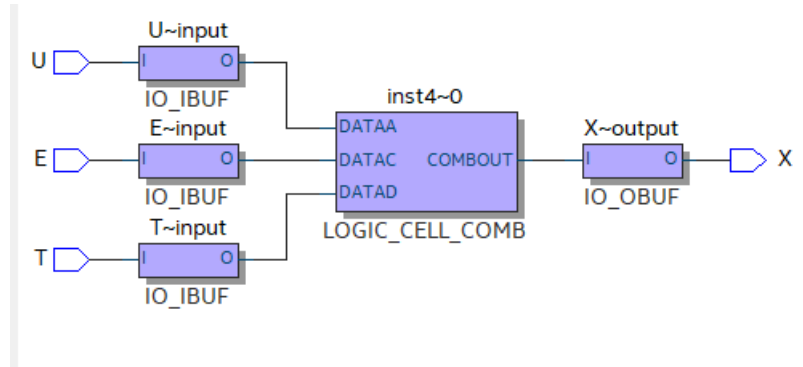 U~input
U
I
O
IO_IBUF
inst4~0
E~input
DATAA
X~output
E
I
O
DATAC
COMBOUT
I
O
X
IO_IBUF
DATAD
IO_OBUF
T~input
LOGIC_CELL_COMB
T
I
O
IO_IBUF